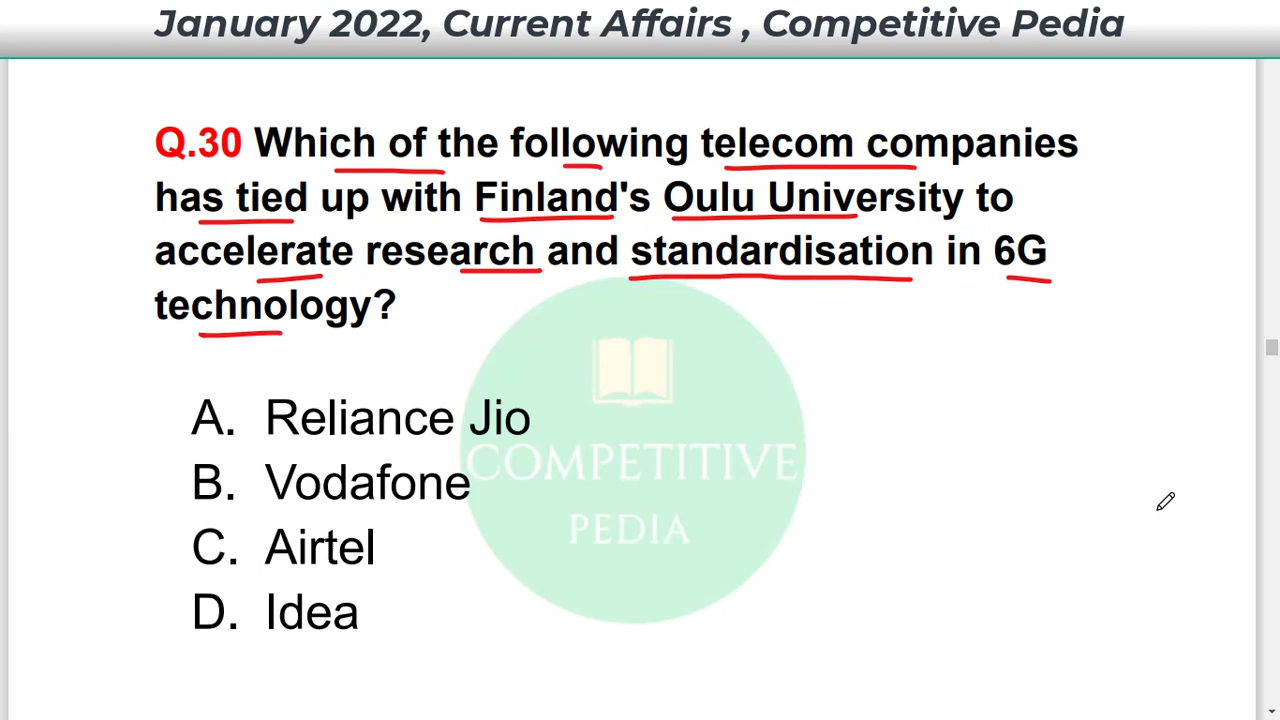 January 2022, Current Affairs , Competitive Pedia
Q.30 Which of the following telecom companies
has tied up with Finland's Oulu University to
accelerate research and standardisation in 6G
technology?
A. Reliance Jio
B. Vodafone
C. Airtel
D. Idea
COMPETITIVE
PEDIA